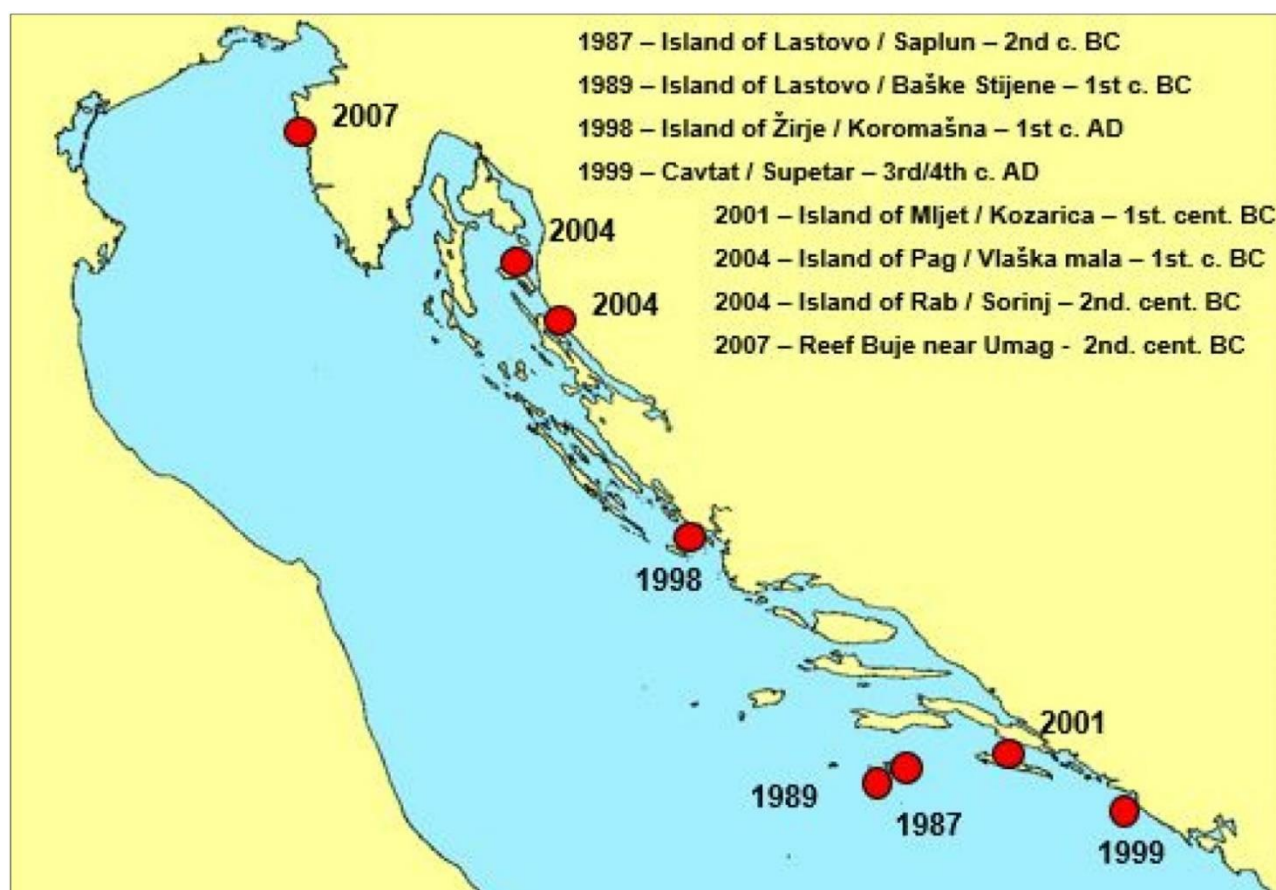 1987 – Island of Lastovo / Saplun – 2nd c. BC
1989 – Island of Lastovo / Baške Stijene – 1st c. BC
1998 – Island of Žirje / Koromašna – 1st c. AD
1999 – Cavtat / Supetar – 3rd/4th c. AD
2001 – Island of Mljet / Kozarica – 1st. cent. BC
2004 – Island of Pag / Vlaška mala – 1st. c. BC
2004 – Island of Rab / Sorinj – 2nd. cent. BC
2007 – Reef Buje near Umag -  2nd. cent. BC
2007
2004
2004
1998
2001
1989
1987
1999